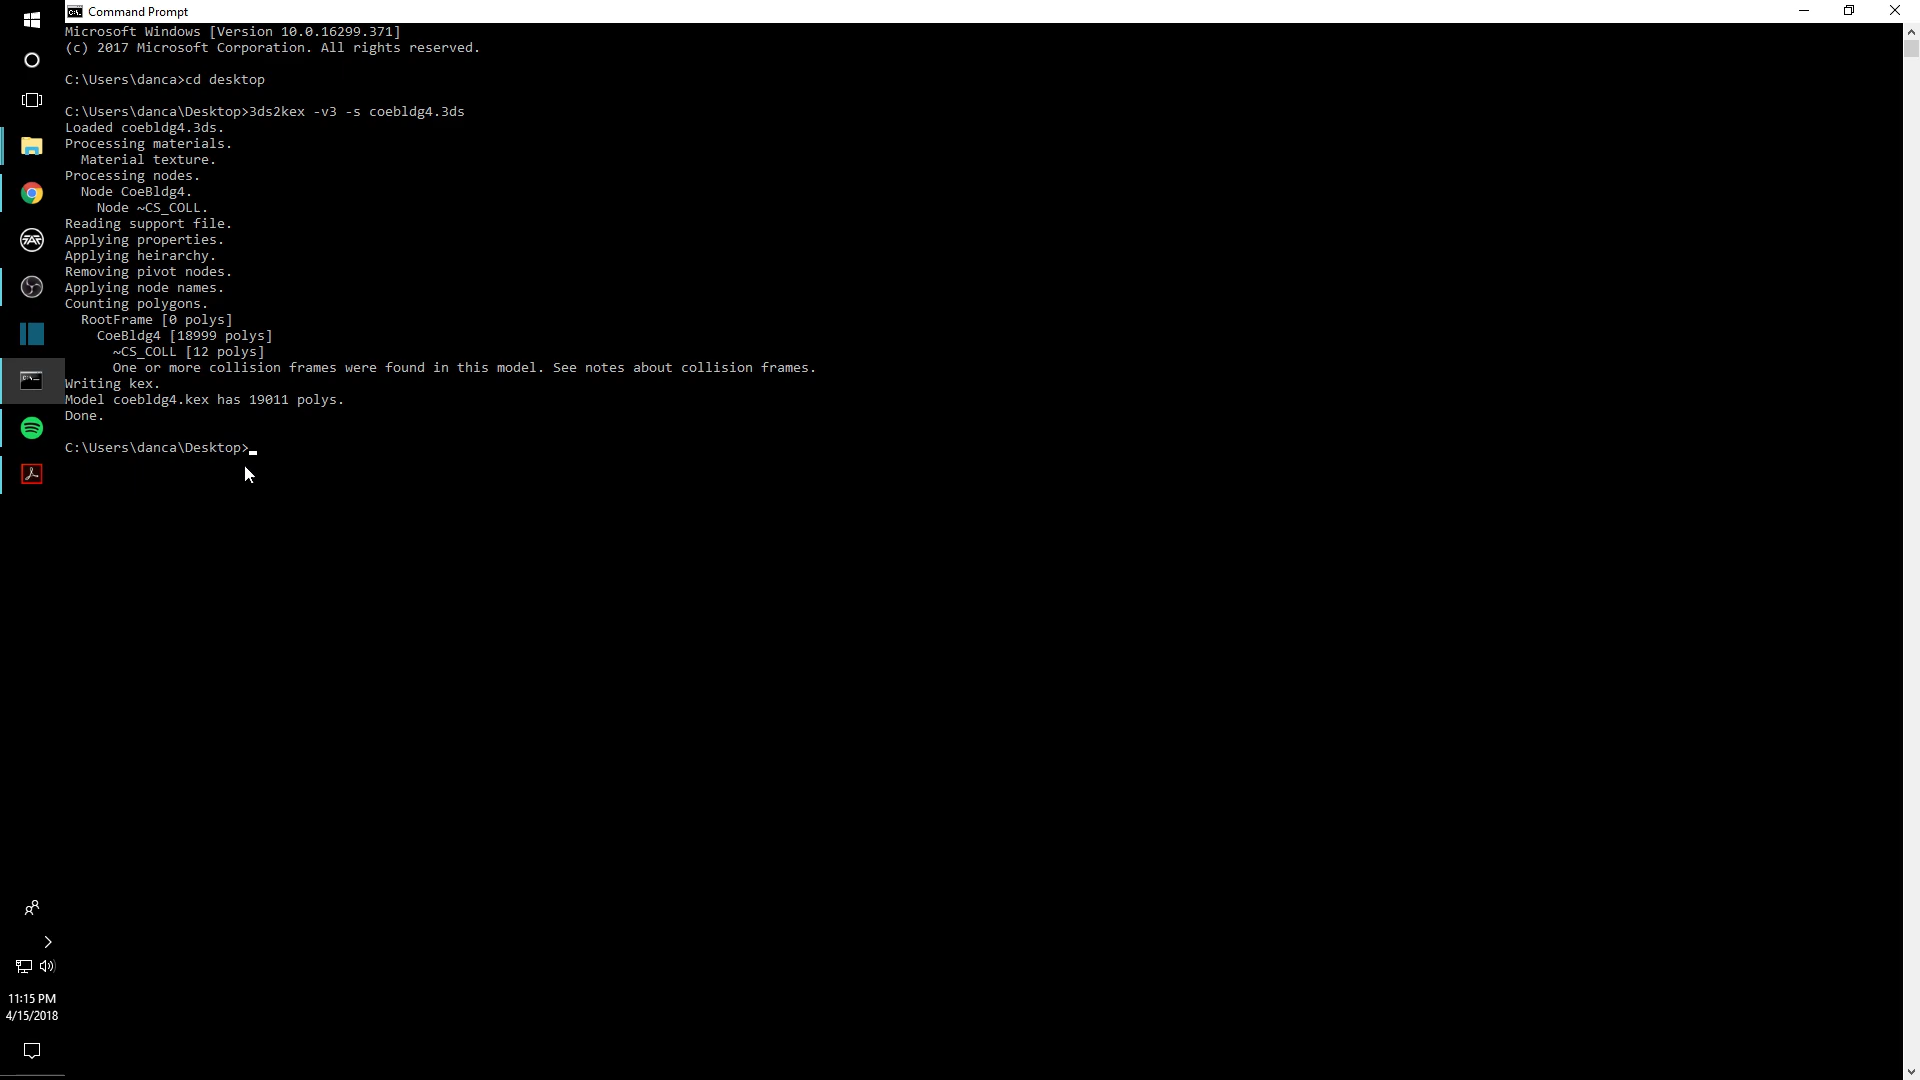 Command Prompt
Microsoft Windows [Version 10.0.16299.371]
(c) 2017 Microsoft Corporation. All rights reserved.
C:\Users\danca>cd desktop
C:\Users\danca\Desktop>3ds2kex -v3 -s coebldg4.3ds
Loaded coebldg4.3ds.
Processing materials.
Material texture.
Processing nodes.
Node CoeBldg4.
Node ~CS_COLL.
Reading support file.
Applying properties.
Applying heirarchy.
Removing pivot nodes.
Applying node names.
Counting polygons.
RootFrame [0 polys]
CoeBldg4 [18999 polys]
~CS_COLL [12 polys]
One or more collision frames were found in this model. See notes about collision frames.
Writing kex.
Model coebldg4.kex has 19011 polys.
Done.
C:\Users\danca\Desktop>
11:15 PM
4/15/2018